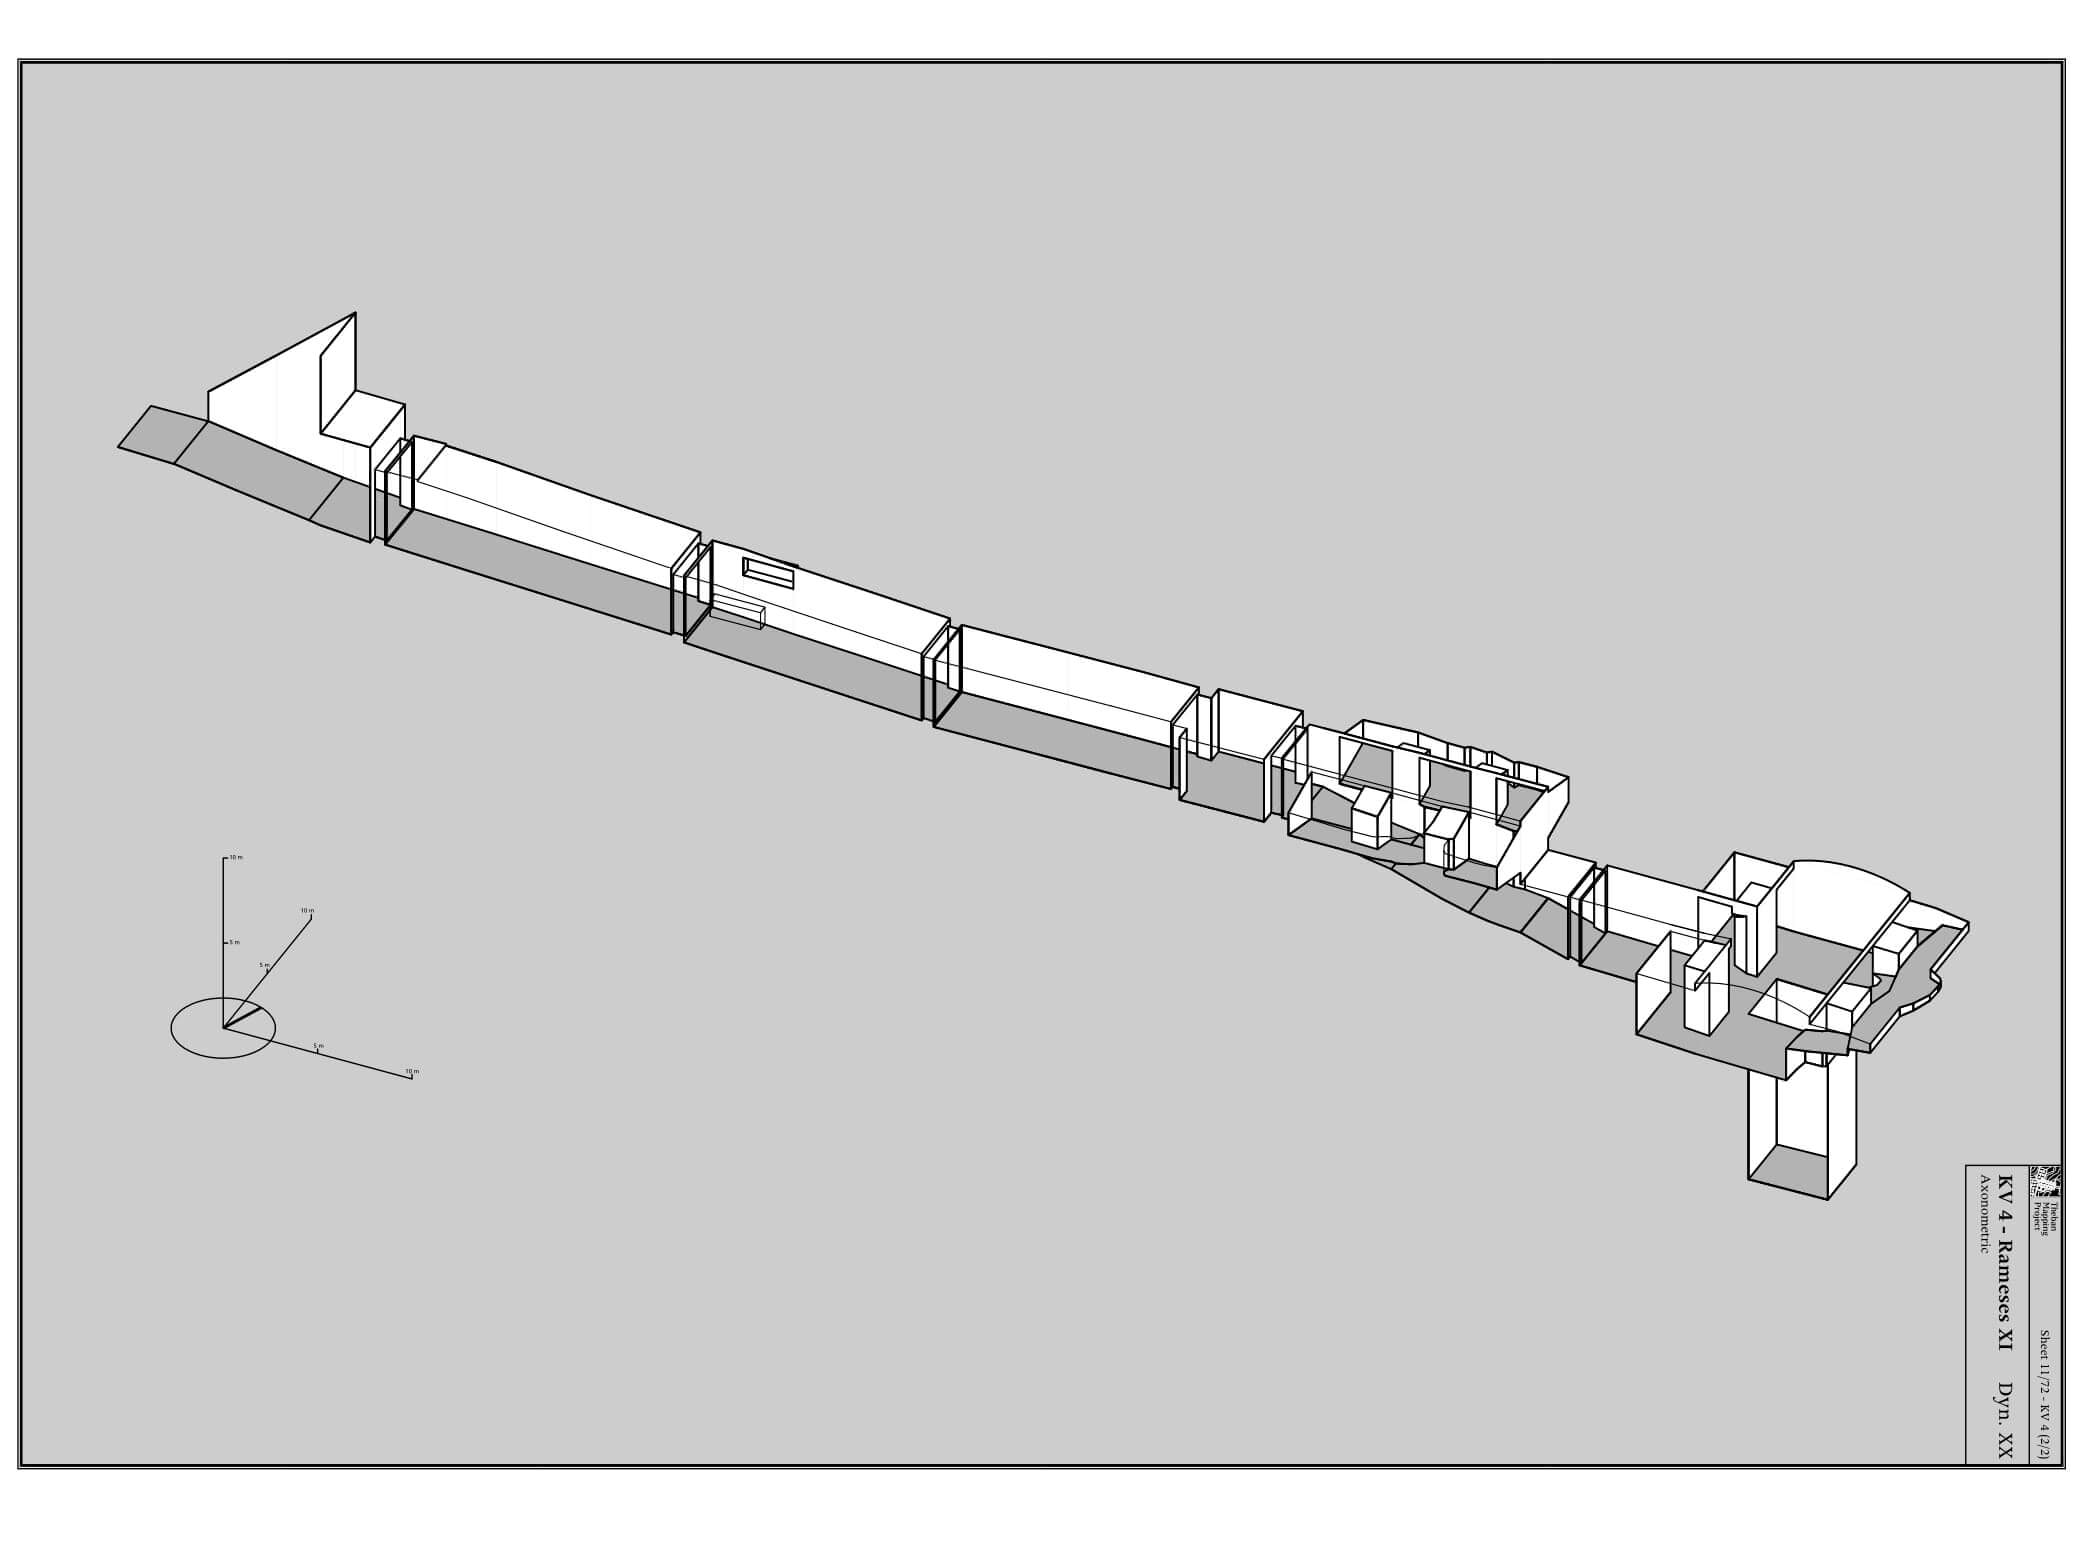 10 m
5 m
10 m
5 m
5 m
10 m
Theban
Mapping
Project
Sheet 11/72 - KV 4 (2/2)
KV 4 - Rameses XI Dyn. XX
Axonometric